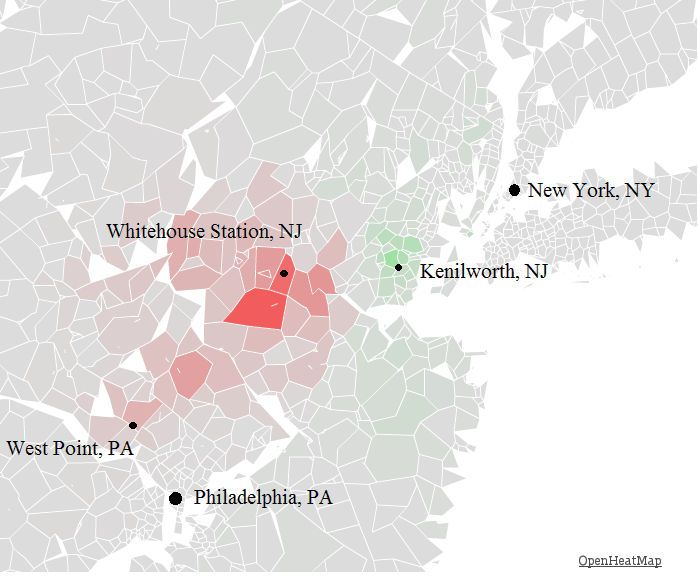 New York, NY
Whitehouse Station, NJ
Kenilworth, NJ
West Point, PA
Philadelphia, PA
OpenHeatMap